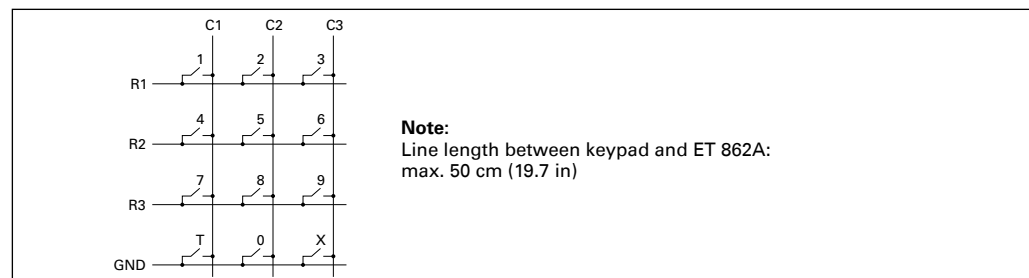 C1 C2 C3
1 2 3
R1
4 5 6
R2
Note:
Line length between keypad and ET 862A:
max. 50 cm (19.7 in)
7 8 9
R3
T 0 X
GND